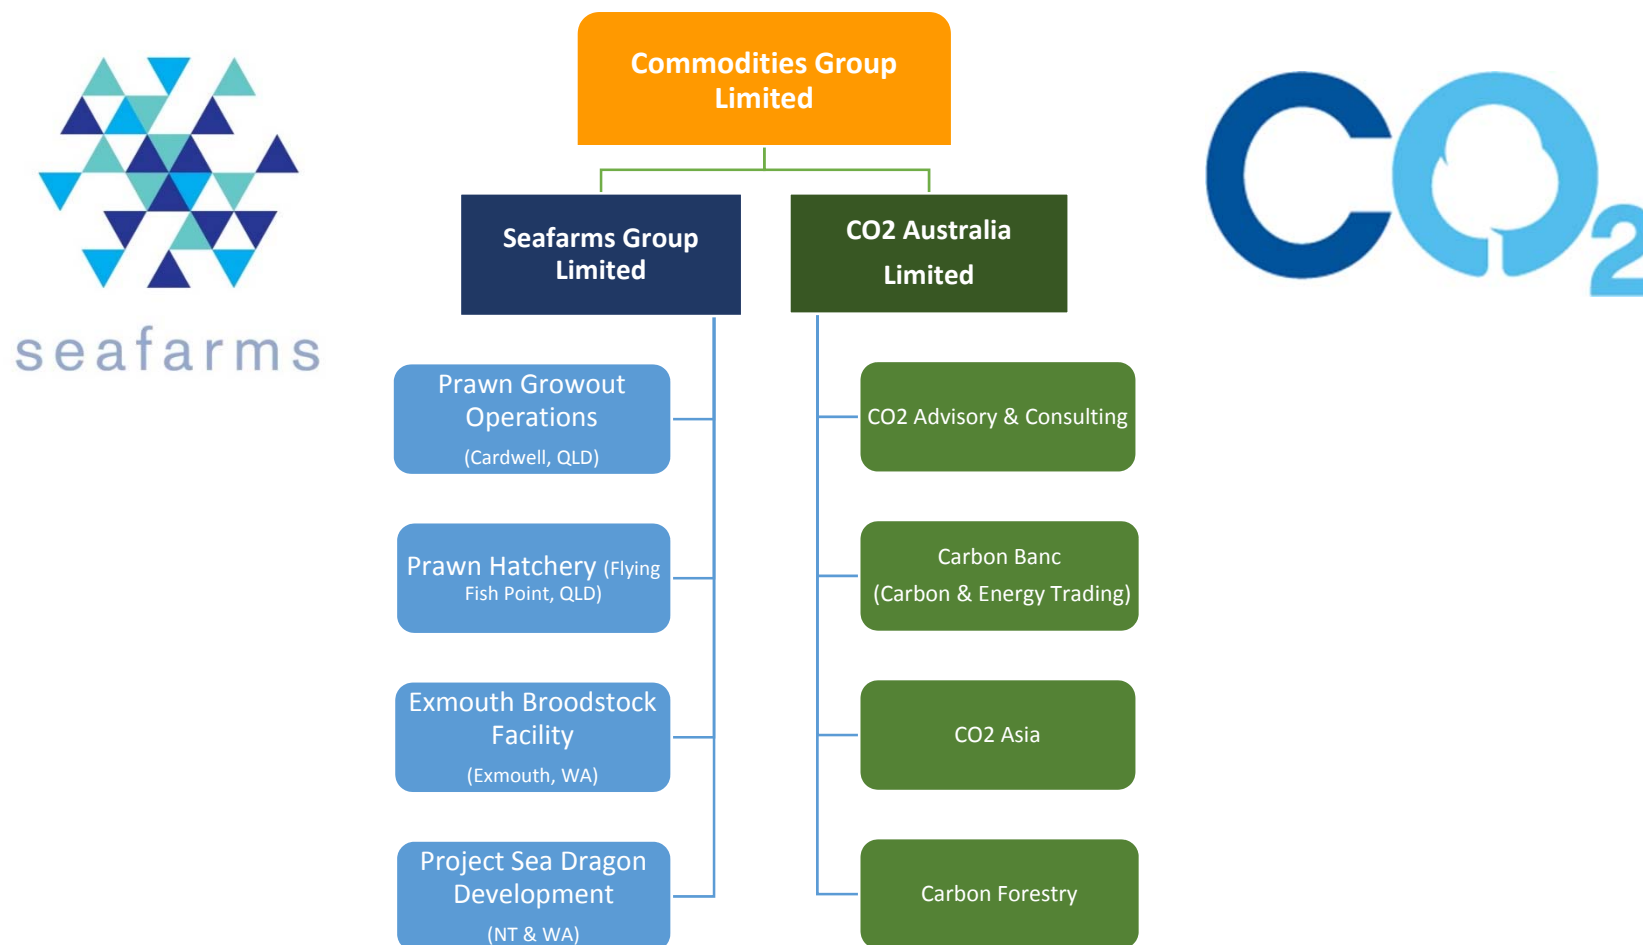 Commodities Group
Limited
seafarms
CO2
Seafarms Group
Limited
CO2 Australia
Limited
Prawn Growout
Operations
(Cardwell, QLD)
Prawn Hatchery (Flying
Fish Point, QLD)
Exmouth Broodstock
Facility
(Exmouth, WA)
Project Sea Dragon
Development
(NT & WA)
CO2 Advisory & Consulting
Carbon Banc
(Carbon & Energy Trading)
CO2 Asia
Carbon Forestry